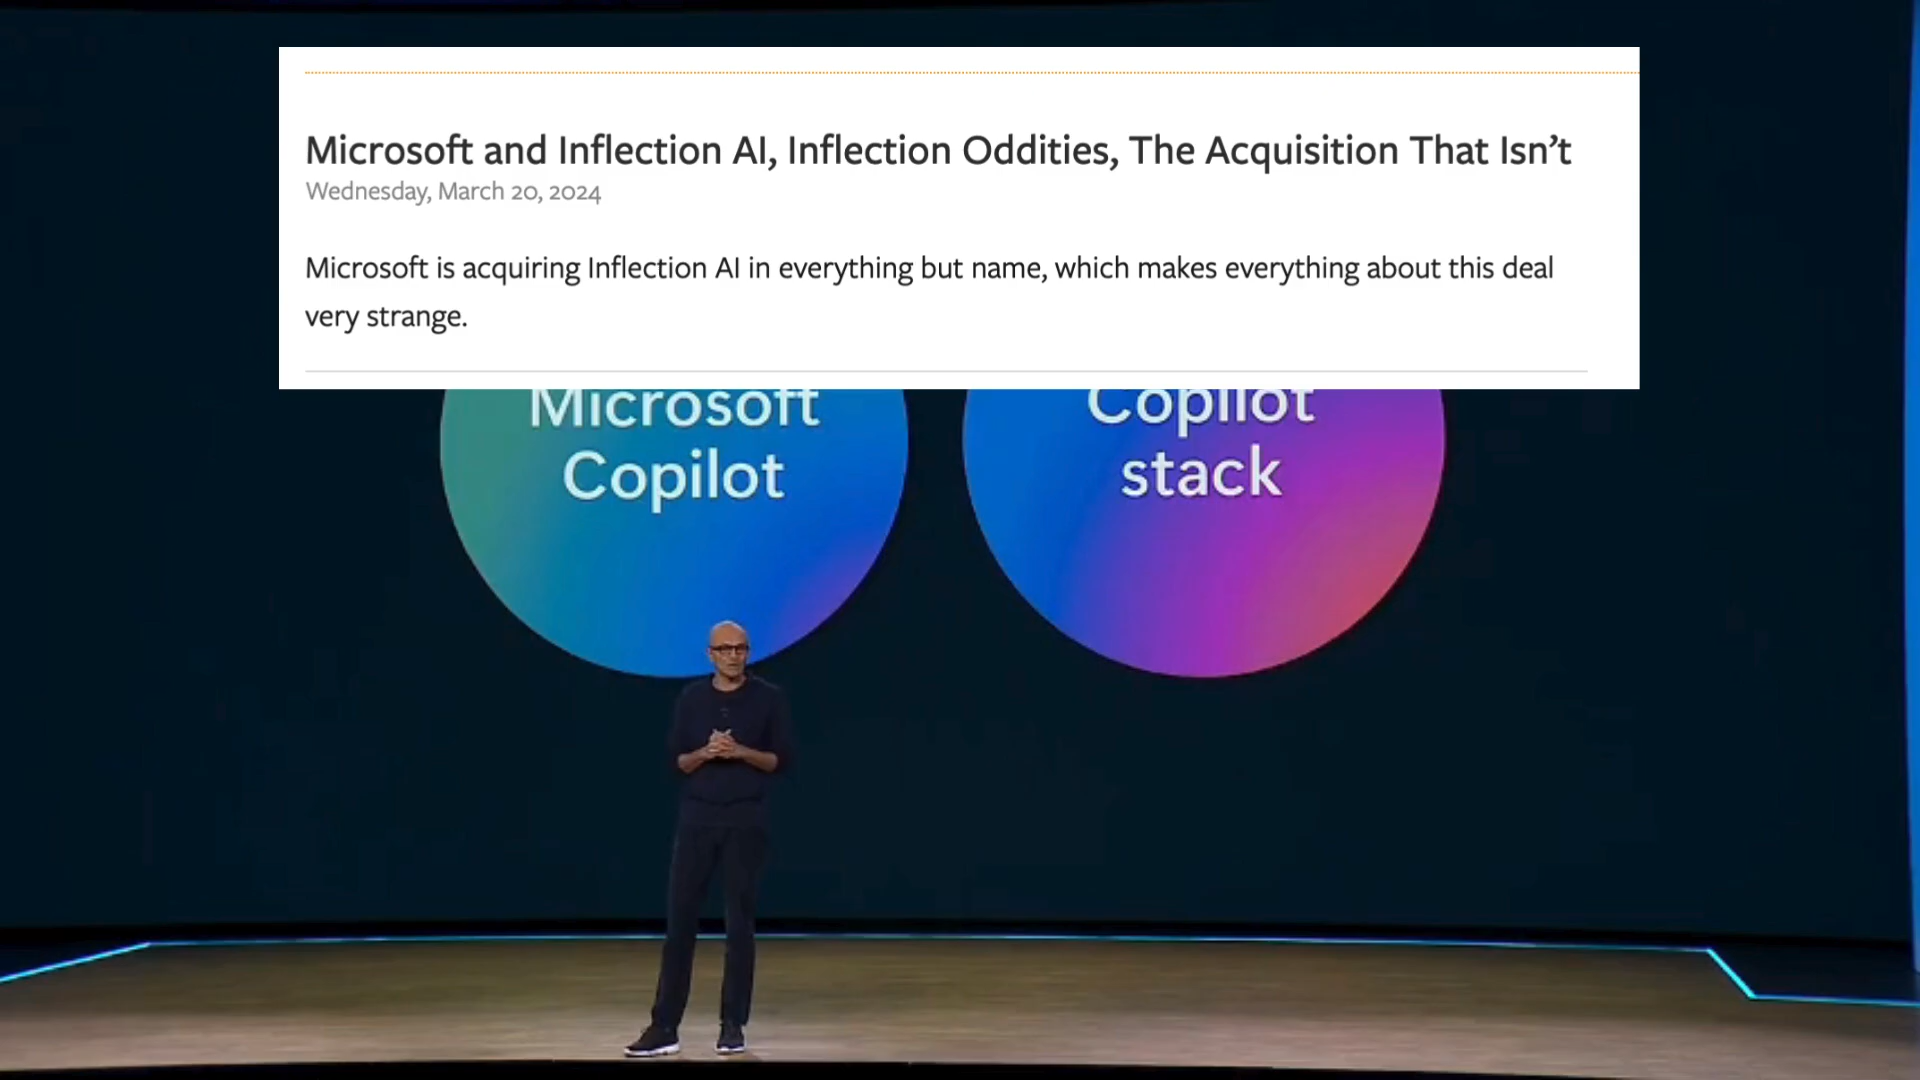 Microsoft and Inflection AI, Inflection Oddities, The Acquisition That Isn’t
Wednesday, March 20, 2024
Microsoft is acquiring Inflection AI in everything but name, which makes everything about this deal
very strange.
Microsoft
Copilot
Copilot
stack